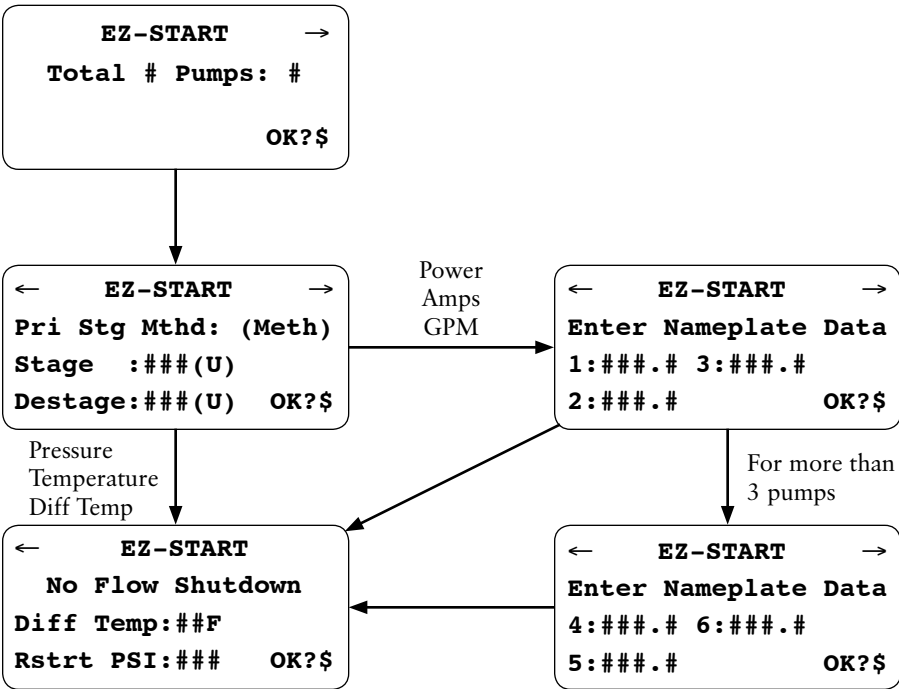 EZ-START →
Total # Pumps: #
OK?$
← EZ-START →
Pri Stg Mthd: (Meth)
Stage :###(U)
Destage:###(U) OK?$
Power
Amps
GPM
← EZ-START →
Enter Nameplate Data
1:###.# 3:###.#
2:###.# OK?$
Pressure
Temperature
Diff Temp
For more than
3 pumps
← EZ-START
No Flow Shutdown
Diff Temp:##F
Rstrt PSI:### OK?$
← EZ-START →
Enter Nameplate Data
4:###.# 6:###.#
5:###.# OK?$